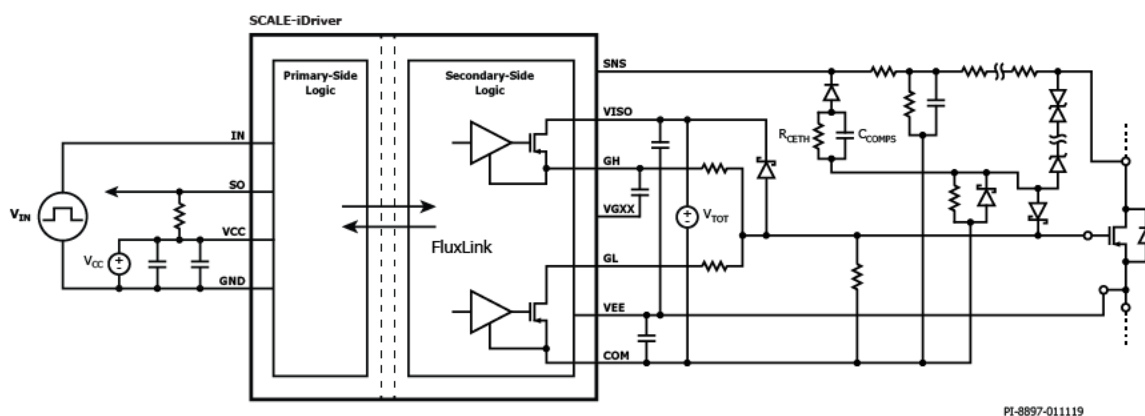 SCALE-iDriver
Primary-Side
Logic
Secondary-Side
Logic
SNS
VISO
IN
GH
SO
VGXX
VIN
FluxLink
VTOT
RCETH
CCOMPS
VCC
VCC
GL
GND
VEE
COM
PI-8897-011119